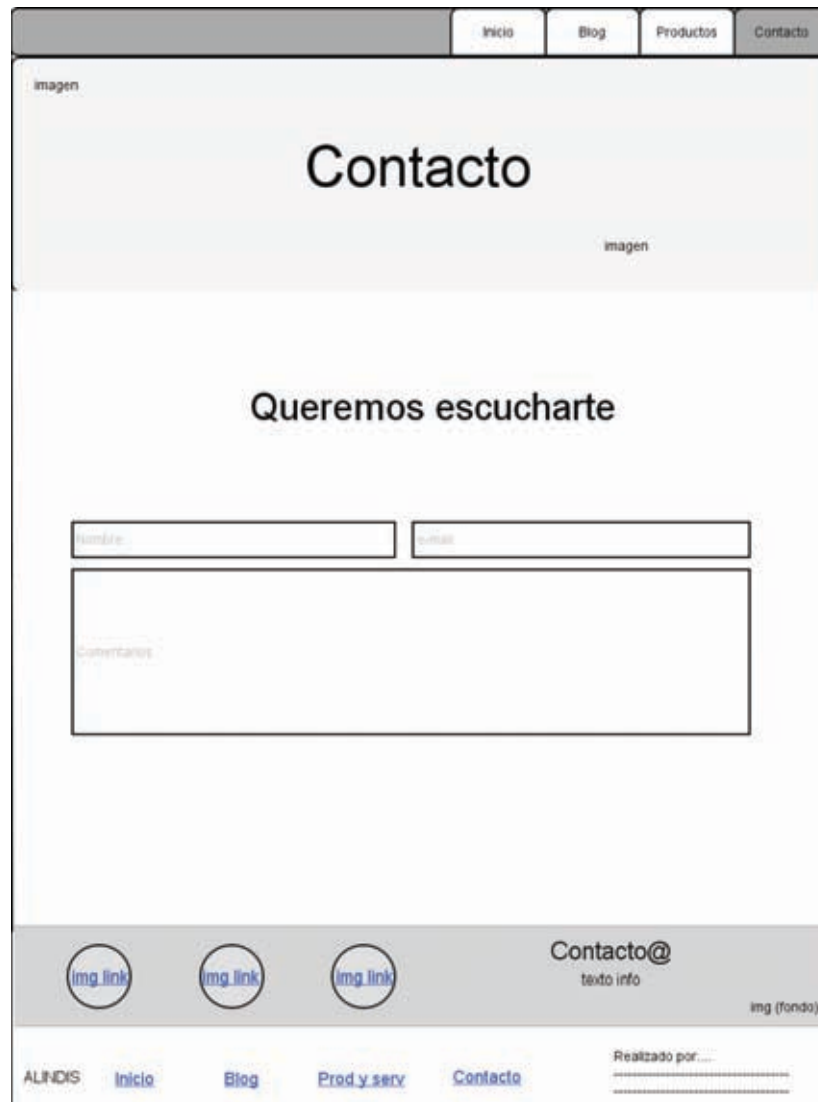 Inicio Blog Productos Contacto
imagen
Contacto
imagen
Queremos escucharte
Nombre e-mail
Comentarios
img link img link img link
Contacto@
texto info
img (fondo)
Realizado por....
ALINDIS Inicio Blog Prod y serv Contacto